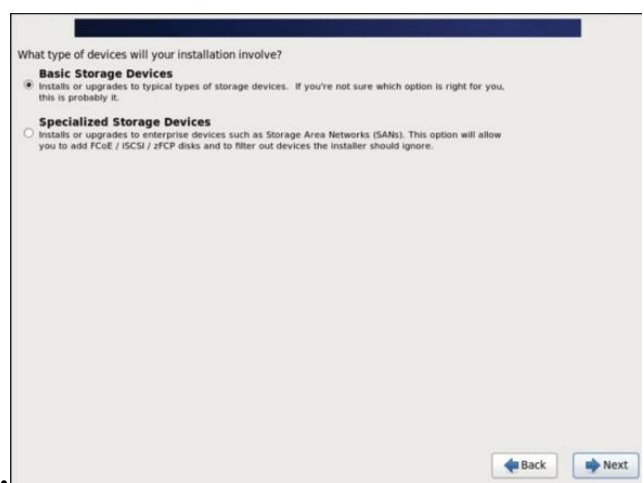 What type of devices will your installation involve?
Basic Storage Devices
Installs or upgrades to typical types of storage devices. If you're not sure which option is right for you,
this is probably it.
Specialized Storage Devices
Installs or upgrades to enterprise devices such as Storage Area Networks (SANs). This option will allow
you to add FCoE / iSCSI / zFCP disks and to filter out devices the installer should ignore.
Back
Next